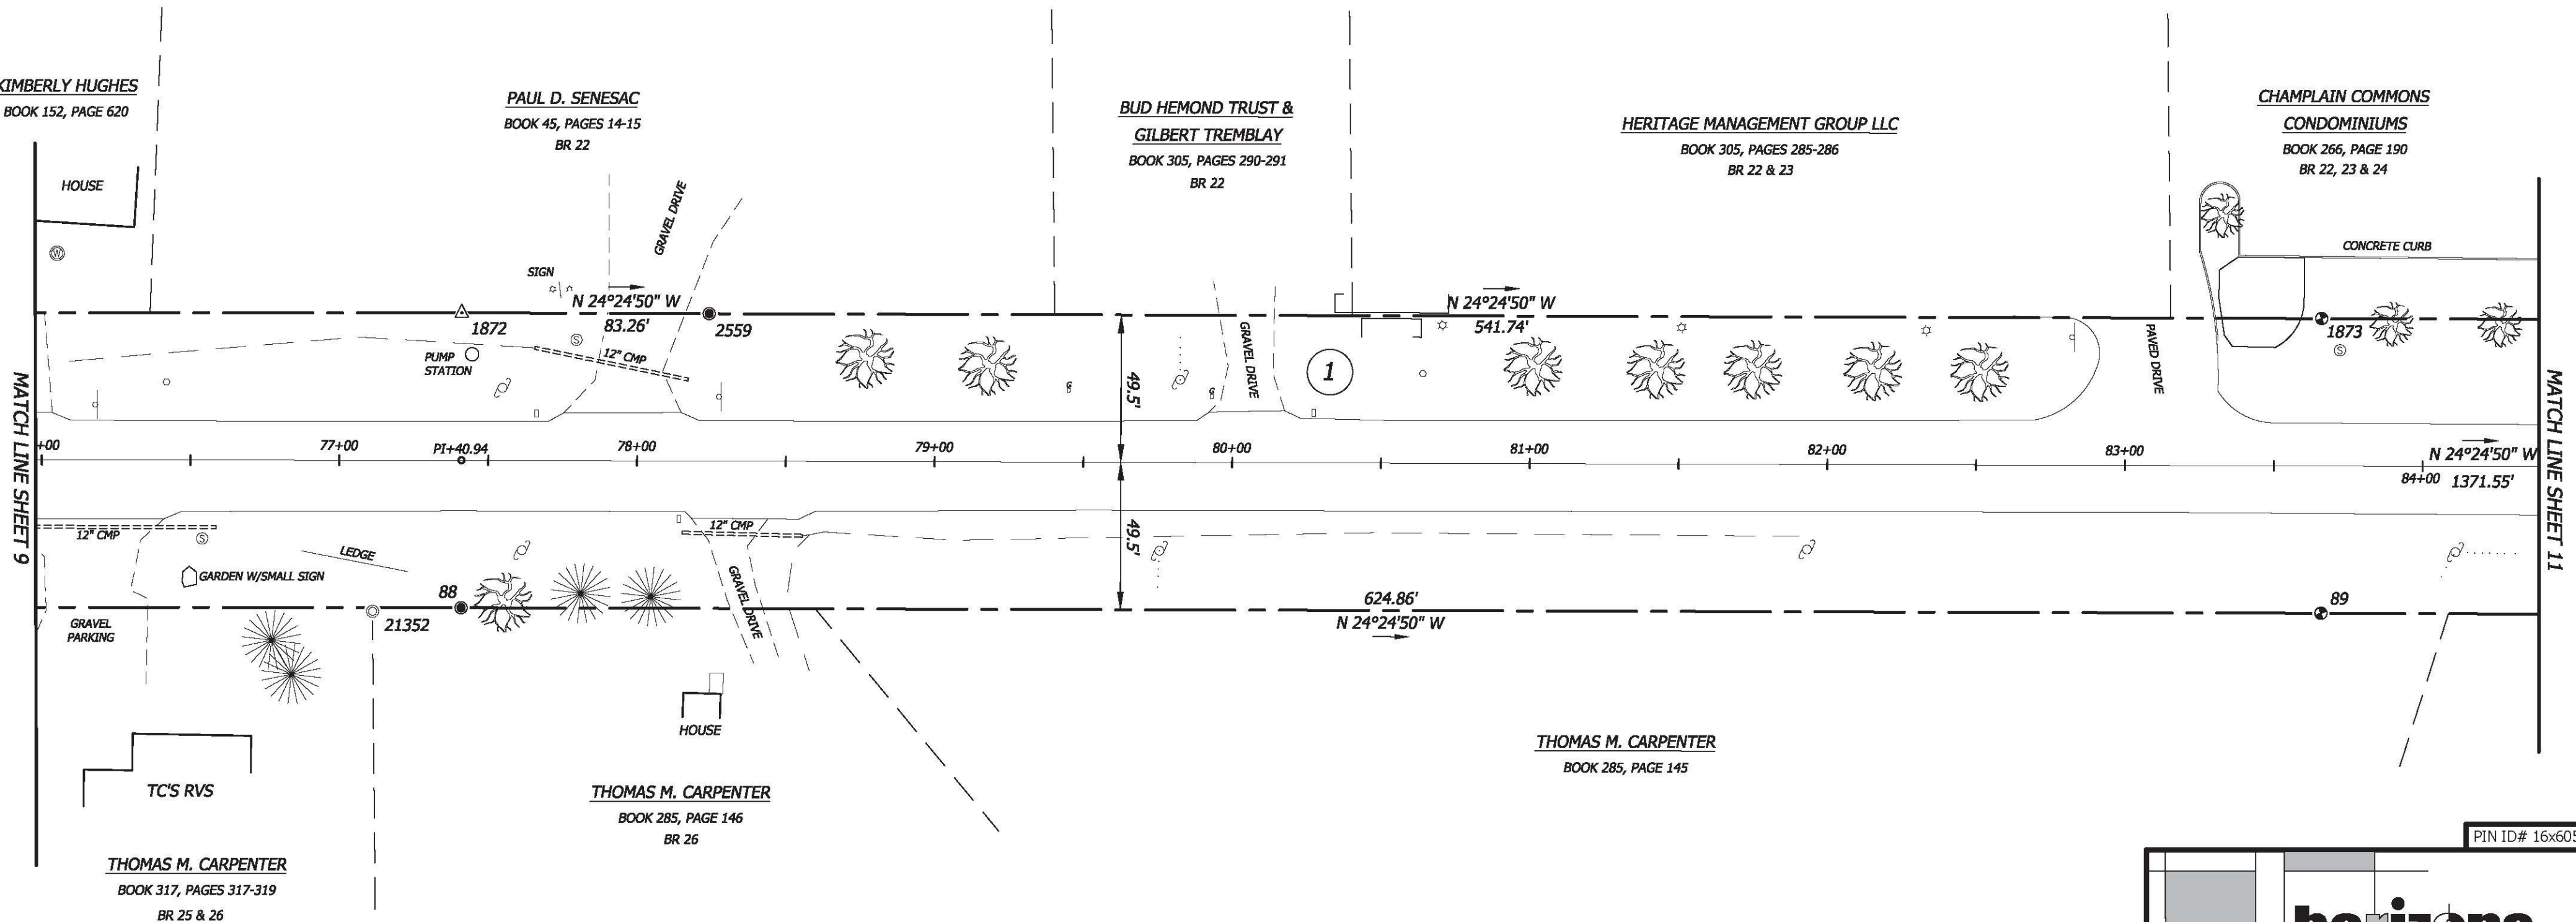 KIMBERLY HUGHES
BOOK 152, PAGE 620
PAUL D. SENESAC
BOOK 45, PAGES 14-15
BR 22
BUD HEMOND TRUST &
GILBERT TREMBLAY
BOOK 305, PAGES 290-291
BR 22
HERITAGE MANAGEMENT GROUP LLC
BOOK 305, PAGES 285-286
BR 22 & 23
CHAMPLAIN COMMONS
CONDOMINIUMS
BOOK 266, PAGE 190
BR 22, 23 & 24
HOUSE
W
SIGN
GRAVEL DRIVE
CONCRETE CURB
N 24°24'50" W
83.26'
1872
2559
N 24°24'50" W
541.74'
1873
S
S
PUMP
STATION
12" CMP
GRAVEL DRIVE
1
PAVED DRIVE
49.5'
MATCH LINE SHEET 9
MATCH LINE SHEET 11
+00
77+00
PI+40.94
78+00
79+00
80+00
81+00
82+00
83+00
84+00
N 24°24'50" W
1371.55'
12" CMP
S
LEDGE
GARDEN W/SMALL SIGN
12" CMP
GRAVEL DRIVE
49.5'
88
21352
GRAVEL
PARKING
624.86'
N 24°24'50" W
89
HOUSE
TC'S RVS
THOMAS M. CARPENTER
BOOK 285, PAGE 146
BR 26
THOMAS M. CARPENTER
BOOK 285, PAGE 145
THOMAS M. CARPENTER
BOOK 317, PAGES 317-319
BR 25 & 26
PIN ID# 16x605
horizons